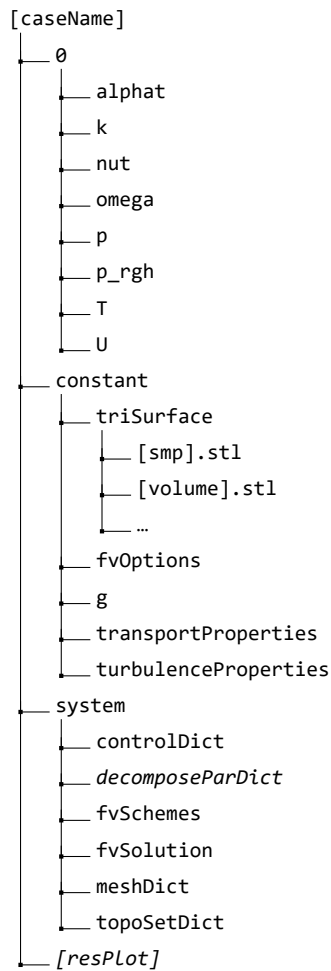 [caseName]
0
alphat
k
nut
omega
p
p_rgh
T
U
constant
triSurface
[smp].stl
[volume].stl
…
fvOptions
g
transportProperties
turbulenceProperties
system
controlDict
decomposeParDict
fvSchemes
fvSolution
meshDict
topoSetDict
[resPlot]